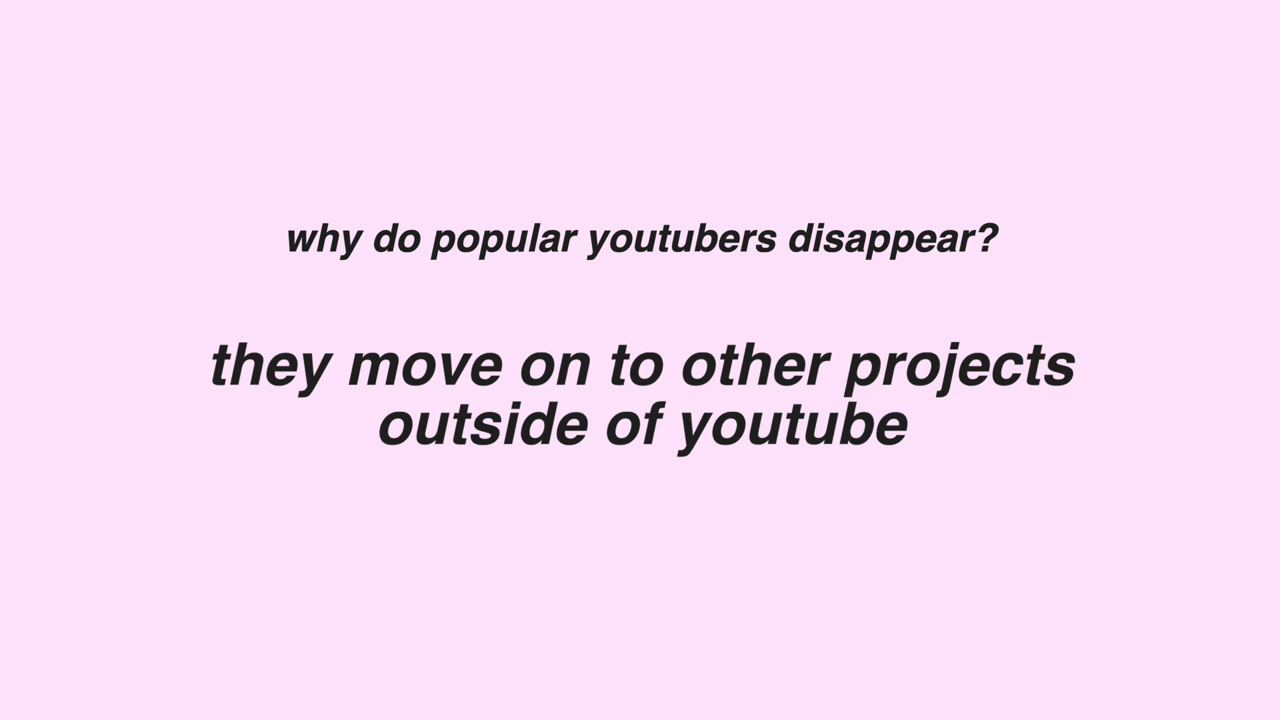 why do popular youtubers disappear?
they move on to other projects
outside of youtube